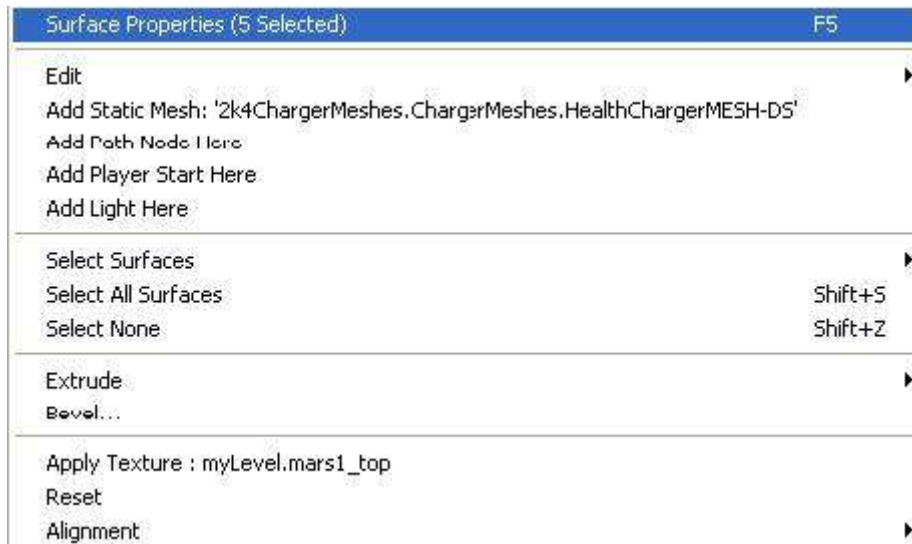 Surface Properties (5 Selected) F5
Edit
Add Static Mesh: '2k4ChargerMeshes.ChargerMeshes.HealthChargerMESH-DS'
Add Path Node Here
Add Player Start Here
Add Light Here
Select Surfaces
Select All Surfaces Shift+S
Select None Shift+Z
Extrude
Bevel...
Apply Texture : myLevel.mars1_top
Reset
Alignment